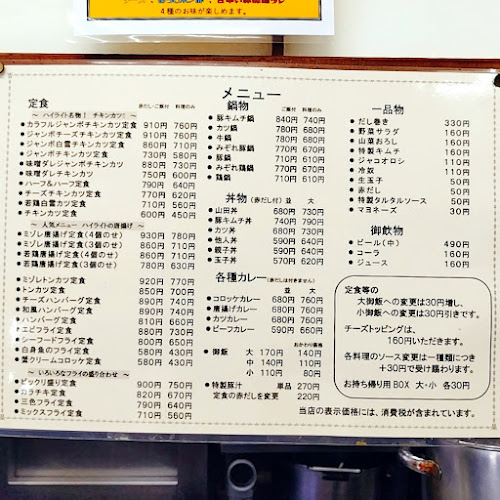 4種のお味が楽しめます。
メニュー
定食
赤だし・ご飯付 料理のみ
～ ハイライト名物! チキンカツ! ～
●カラフルジャンボチキンカツ定食 910円 760円
●ジャンボチーズチキンカツ定食 910円 760円
●ジャンボ白雪チキンカツ定食 860円 710円
●ジャンボチキンカツ定食 730円 580円
●味噌ダレジャンボチキンカツ 880円 730円
●味噌ダレチキンカツ 750円 600円
●ハーフ&ハーフ定食 790円 640円
●チーズチキンカツ定食 770円 620円
●若鶏白雪カツ定食 710円 560円
●チキンカツ定食 600円 450円
～ 人気メニュー ハイライトの唐揚げ ～
●ミゾレ唐揚げ定食(4個のせ) 930円 780円
●ミゾレ唐揚げ定食(3個のせ) 860円 710円
●若鶏唐揚げ定食(4個のせ) 860円 710円
●若鶏唐揚げ定食(3個のせ) 780円 630円
●ミゾレトンカツ定食 920円 770円
●トンカツ定食 850円 700円
●チーズハンバーグ定食 890円 740円
●和風ハンバーグ定食 860円 710円
●ハンバーグ定食 810円 660円
●エビフライ定食 880円 730円
●シーフードフライ定食 580円 430円
●白身魚のフライ定食 580円 430円
●蟹クリームコロッケ定食 580円 430円
～ いろいろなフライの盛り合わせ ～
●ビックリ盛り定食 900円 750円
●カラチキ定食 820円 670円
●三色フライ定食 790円 640円
●ミックスフライ定食 710円 560円
鍋物
ご飯付 料理のみ
●豚キムチ鍋 840円 740円
●カツ鍋 780円 680円
●牛鍋 780円 680円
●みぞれ豚鍋 770円 670円
●みぞれ鶏鍋 770円 670円
●豚鍋 710円 610円
●鶏鍋 710円 610円
丼物(赤だし付) 並 大
●山田丼 680円 730円
●豚キムチ丼 740円 790円
●カツ丼 680円 730円
●他人丼 590円 640円
●親子丼 590円 640円
●玉子丼 520円 570円
各種カレー(赤だしは付きません)
並 大
●コロッケカレー 680円 760円
●唐揚げカレー 680円 760円
●カツカレー 680円 760円
●ビーフカレー 590円 660円
おかわり価格
●御飯 大 170円 140円
中 140円 110円
小 110円 80円
●特製豚汁 単品 270円
定食の赤だしを変更 220円
一品物
●だし巻き 330円
●野菜サラダ 160円
●山菜おろし 160円
●特製キムチ 160円
●ジャコオロシ 110円
●冷奴 110円
●生玉子 50円
●赤だし 50円
●特製タルタルソース 50円
●マヨネーズ 30円
御飲物
●ビール(中) 490円
●コーラ 160円
●ジュース 160円
定食等の
大御飯への変更は30円増し、
小御飯への変更は30円引きです。
チーズトッピングは、
160円いただきます。
各料理のソース変更は一種類につき
+30円で受け賜わります。
お持ち帰り用BOX 大・小 各30円
当店の表示価格には、消費税が含まれています。